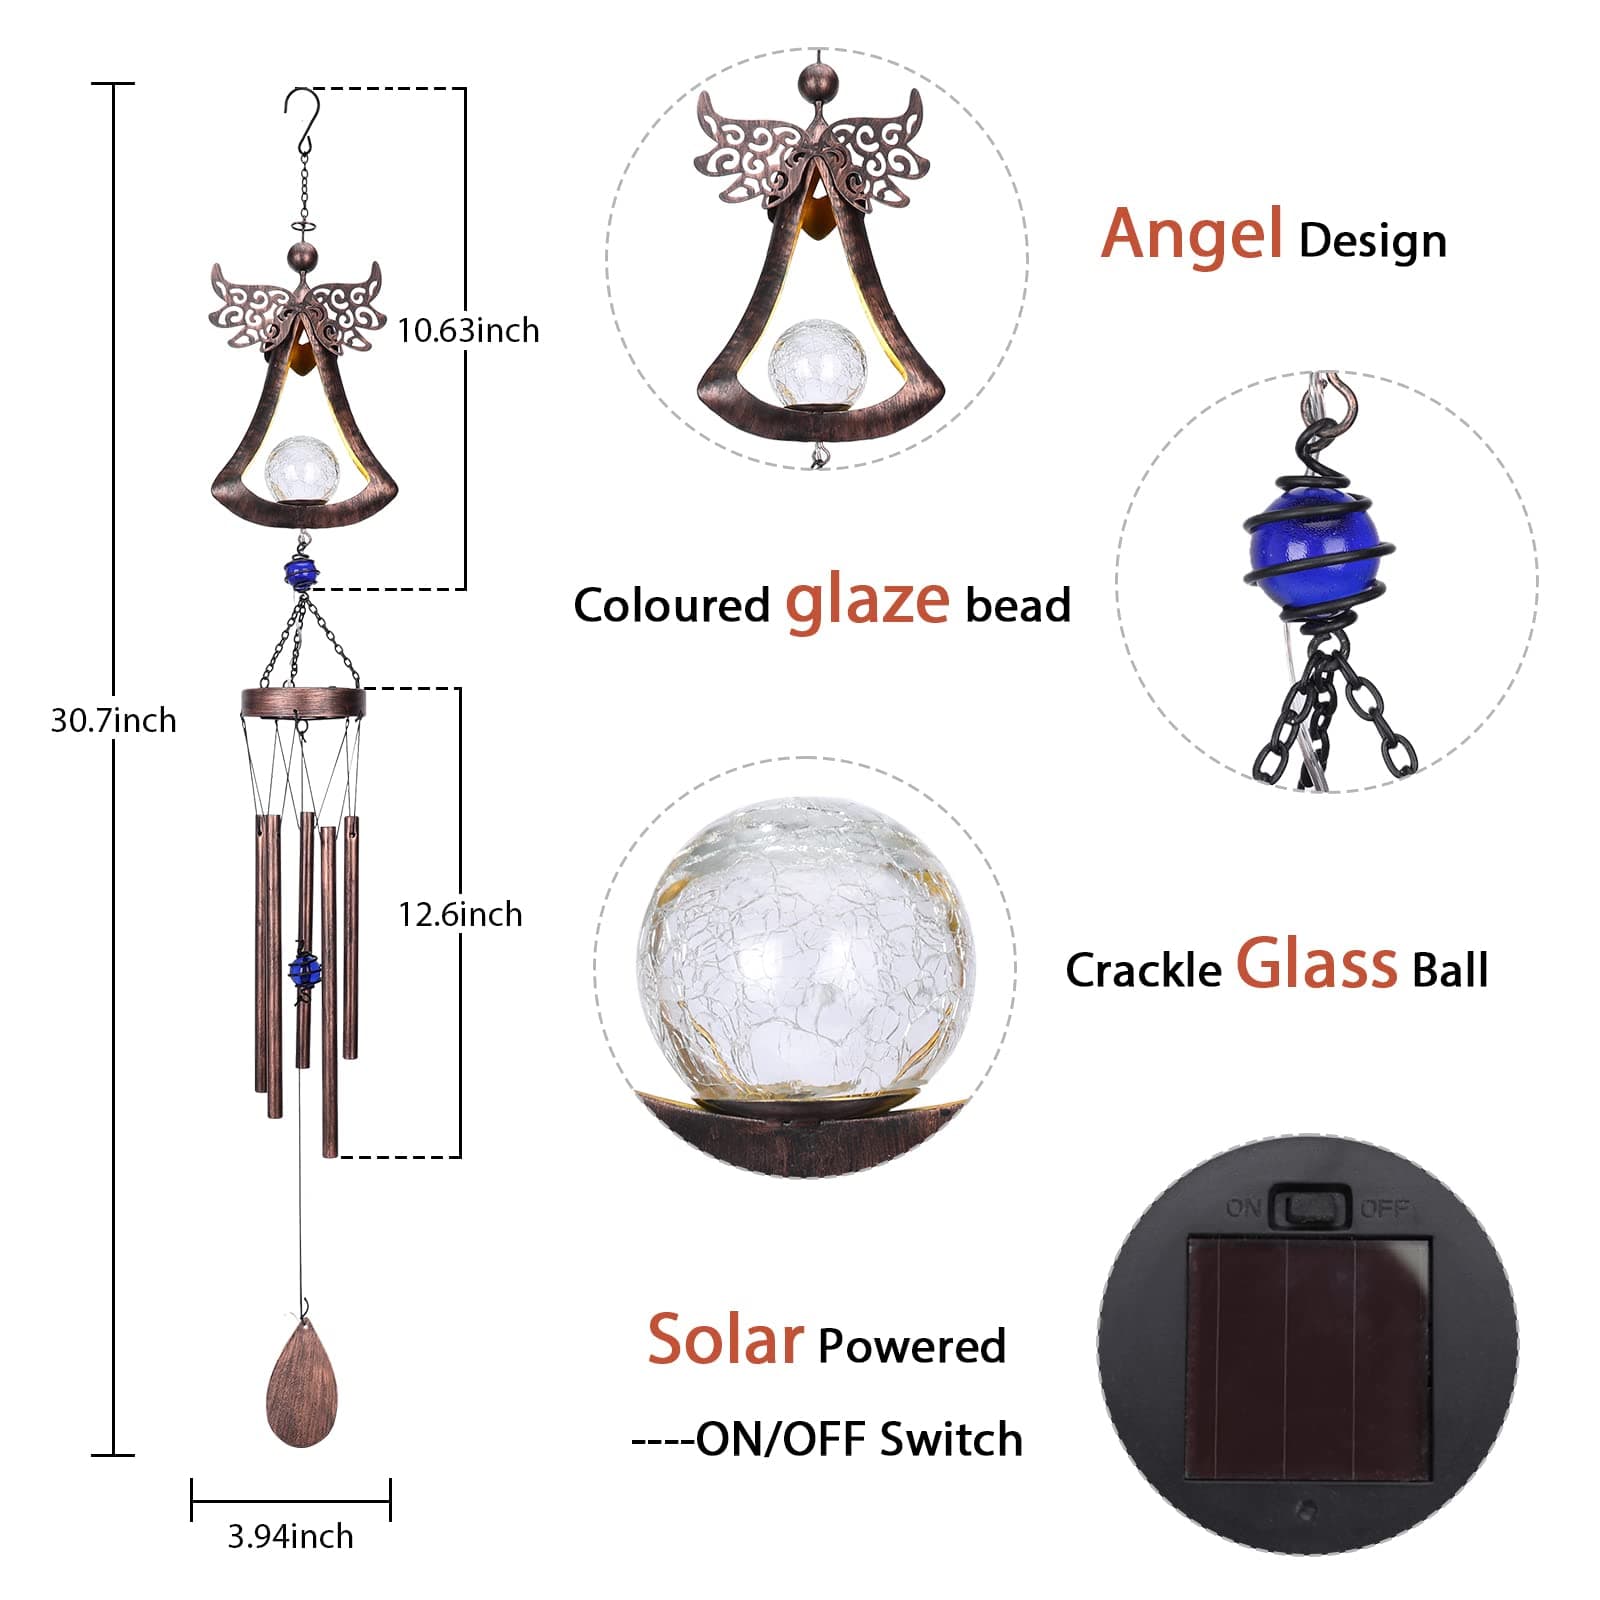 Angel Design
10.63inch
Coloured glaze bead
30.7inch
12.6inch
Crackle Glass Ball
ON OFF
Solar Powered
----ON/OFF Switch
3.94inch